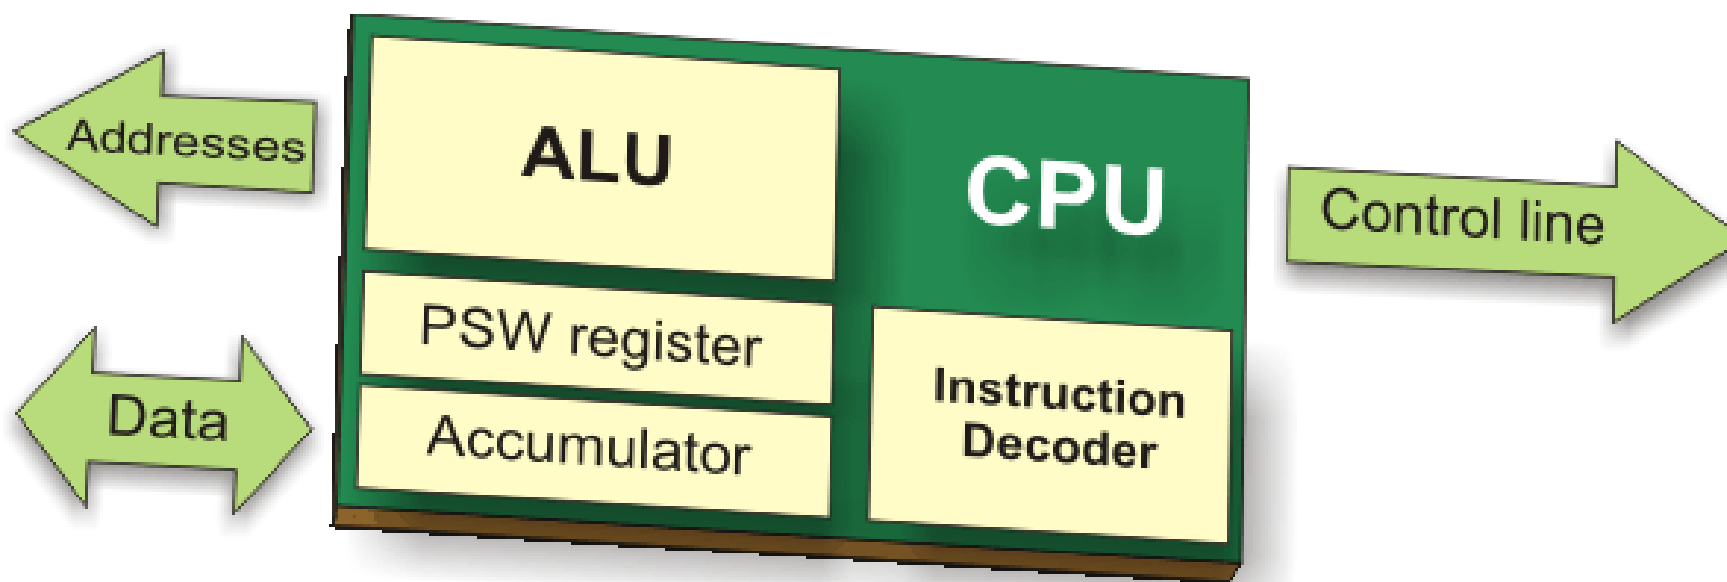 Addresses
ALU
CPU
Control line
PSW register
Data
Accumulator
Instruction
Decoder